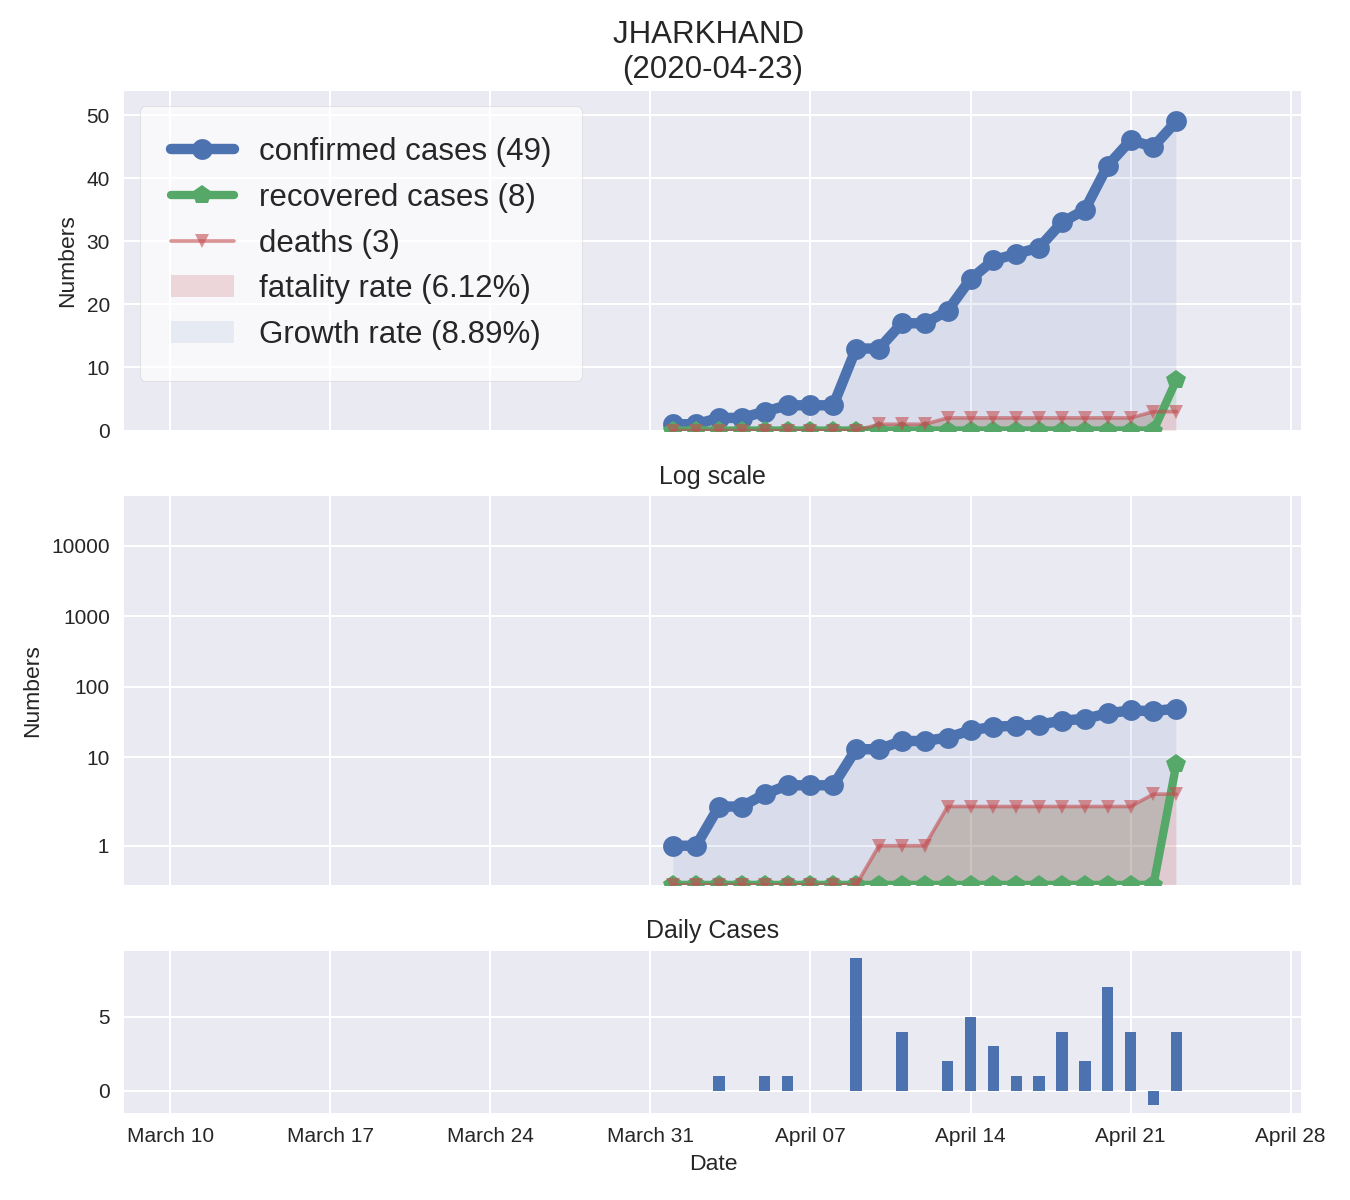 JHARKHAND
(2020-04-23)
50
40
30
20
10
0
Numbers
confirmed cases (49)
recovered cases (8)
deaths (3)
fatality rate (6.12%)
Growth rate (8.89%)
Log scale
10000
1000
100
10
1
Numbers
Daily Cases
5
0
March 10 March 17 March 24 March 31 April 07 April 14 April 21 April 28
Date